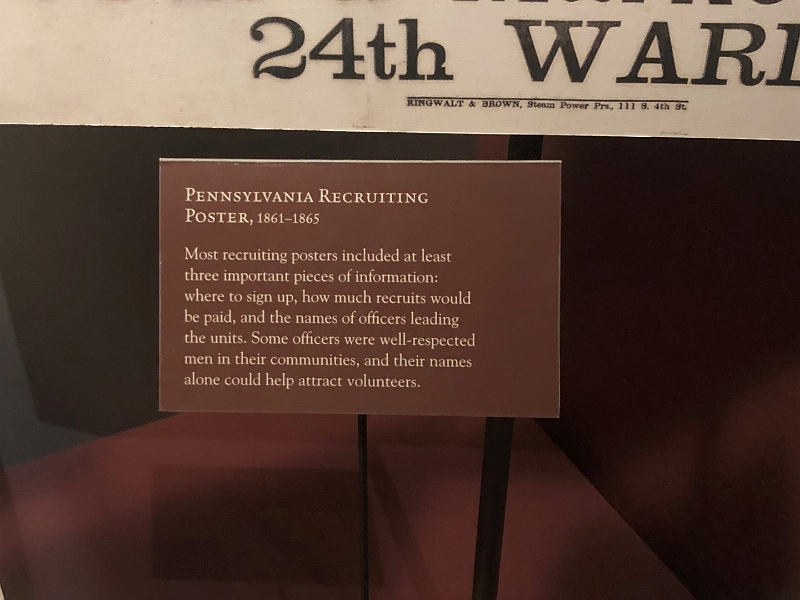 24th WARD
RINGWALT & BROWN, Steam Power Prs., 111 S. 4th St.
PENNSYLVANIA RECRUITING
POSTER, 1861–1865
Most recruiting posters included at least
three important pieces of information:
where to sign up, how much recruits would
be paid, and the names of officers leading
the units. Some officers were well-respected
men in their communities, and their names
alone could help attract volunteers.